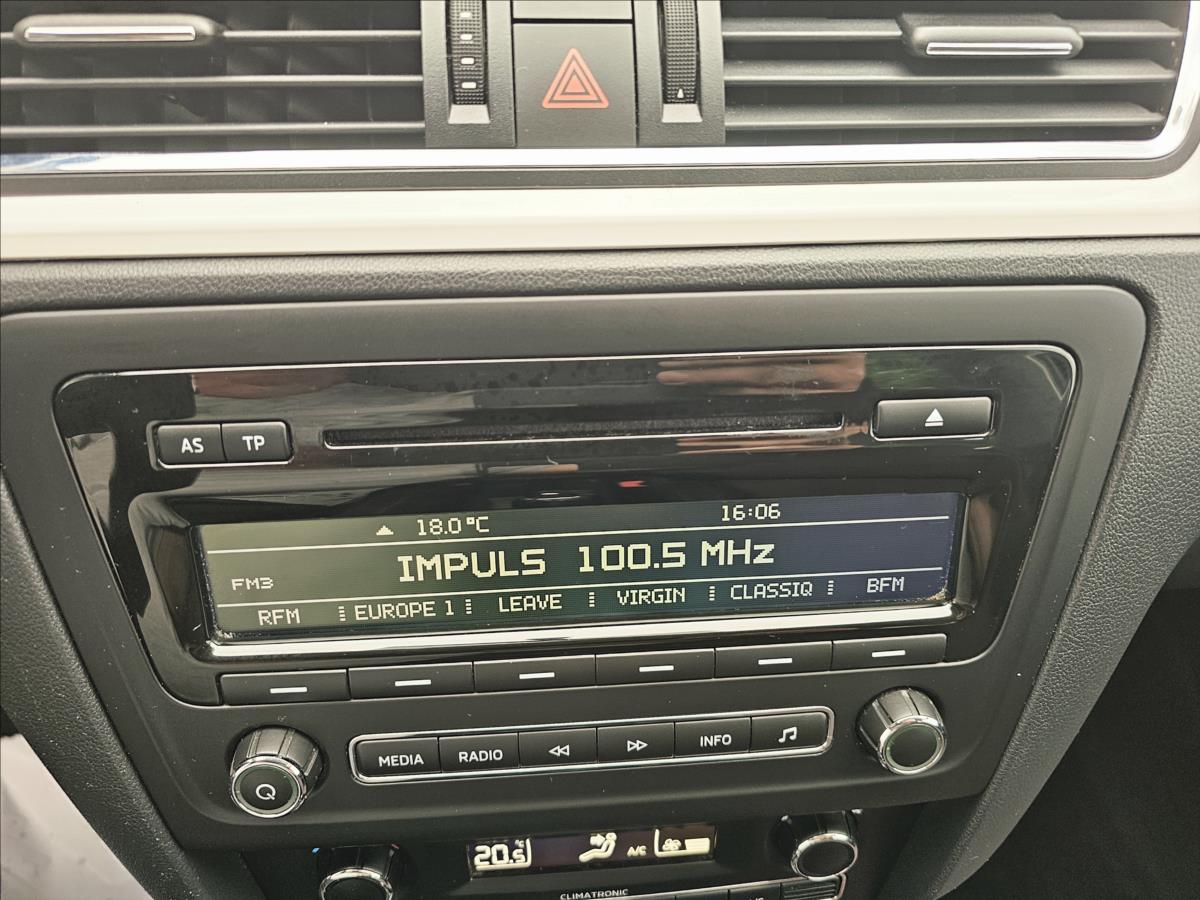 AS TP
18.0°C 16:06
IMPULS 100.5 MHz
FM3
RFM EUROPE 1 LEAVE VIRGIN CLASSIQ BFM
MEDIA RADIO INFO
20.5°C A/C
CLIMATRONIC